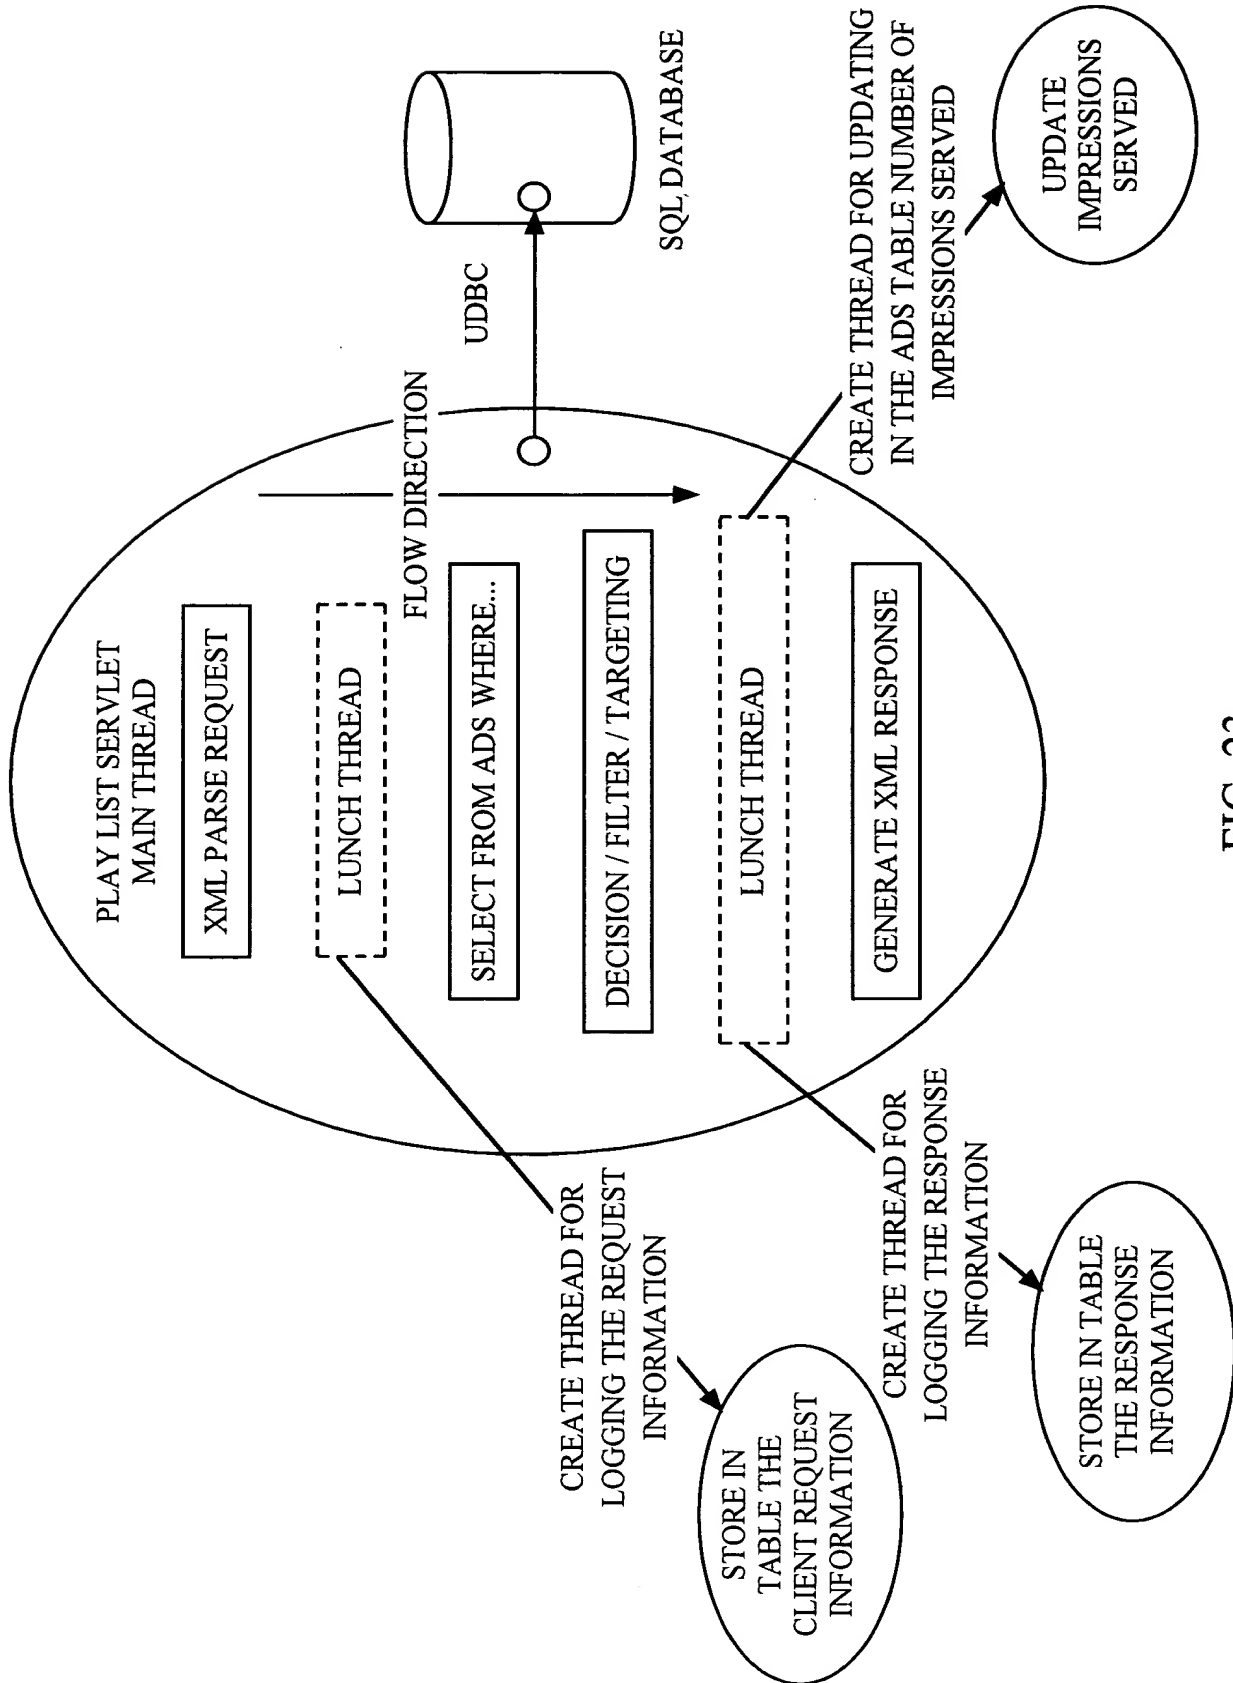 PLAY LIST SERVLET
MAIN THREAD
XML PARSE REQUEST
LUNCH THREAD
FLOW DIRECTION
SELECT FROM ADS WHERE...
DECISION / FILTER / TARGETING
LUNCH THREAD
GENERATE XML RESPONSE
UDBC
SQL, DATABASE
CREATE THREAD FOR
LOGGING THE REQUEST
INFORMATION
STORE IN
TABLE THE
CLIENT REQUEST
INFORMATION
CREATE THREAD FOR
LOGGING THE RESPONSE
INFORMATION
STORE IN TABLE
THE RESPONSE
INFORMATION
CREATE THREAD FOR UPDATING
IN THE ADS TABLE NUMBER OF
IMPRESSIONS SERVED
UPDATE
IMPRESSIONS
SERVED